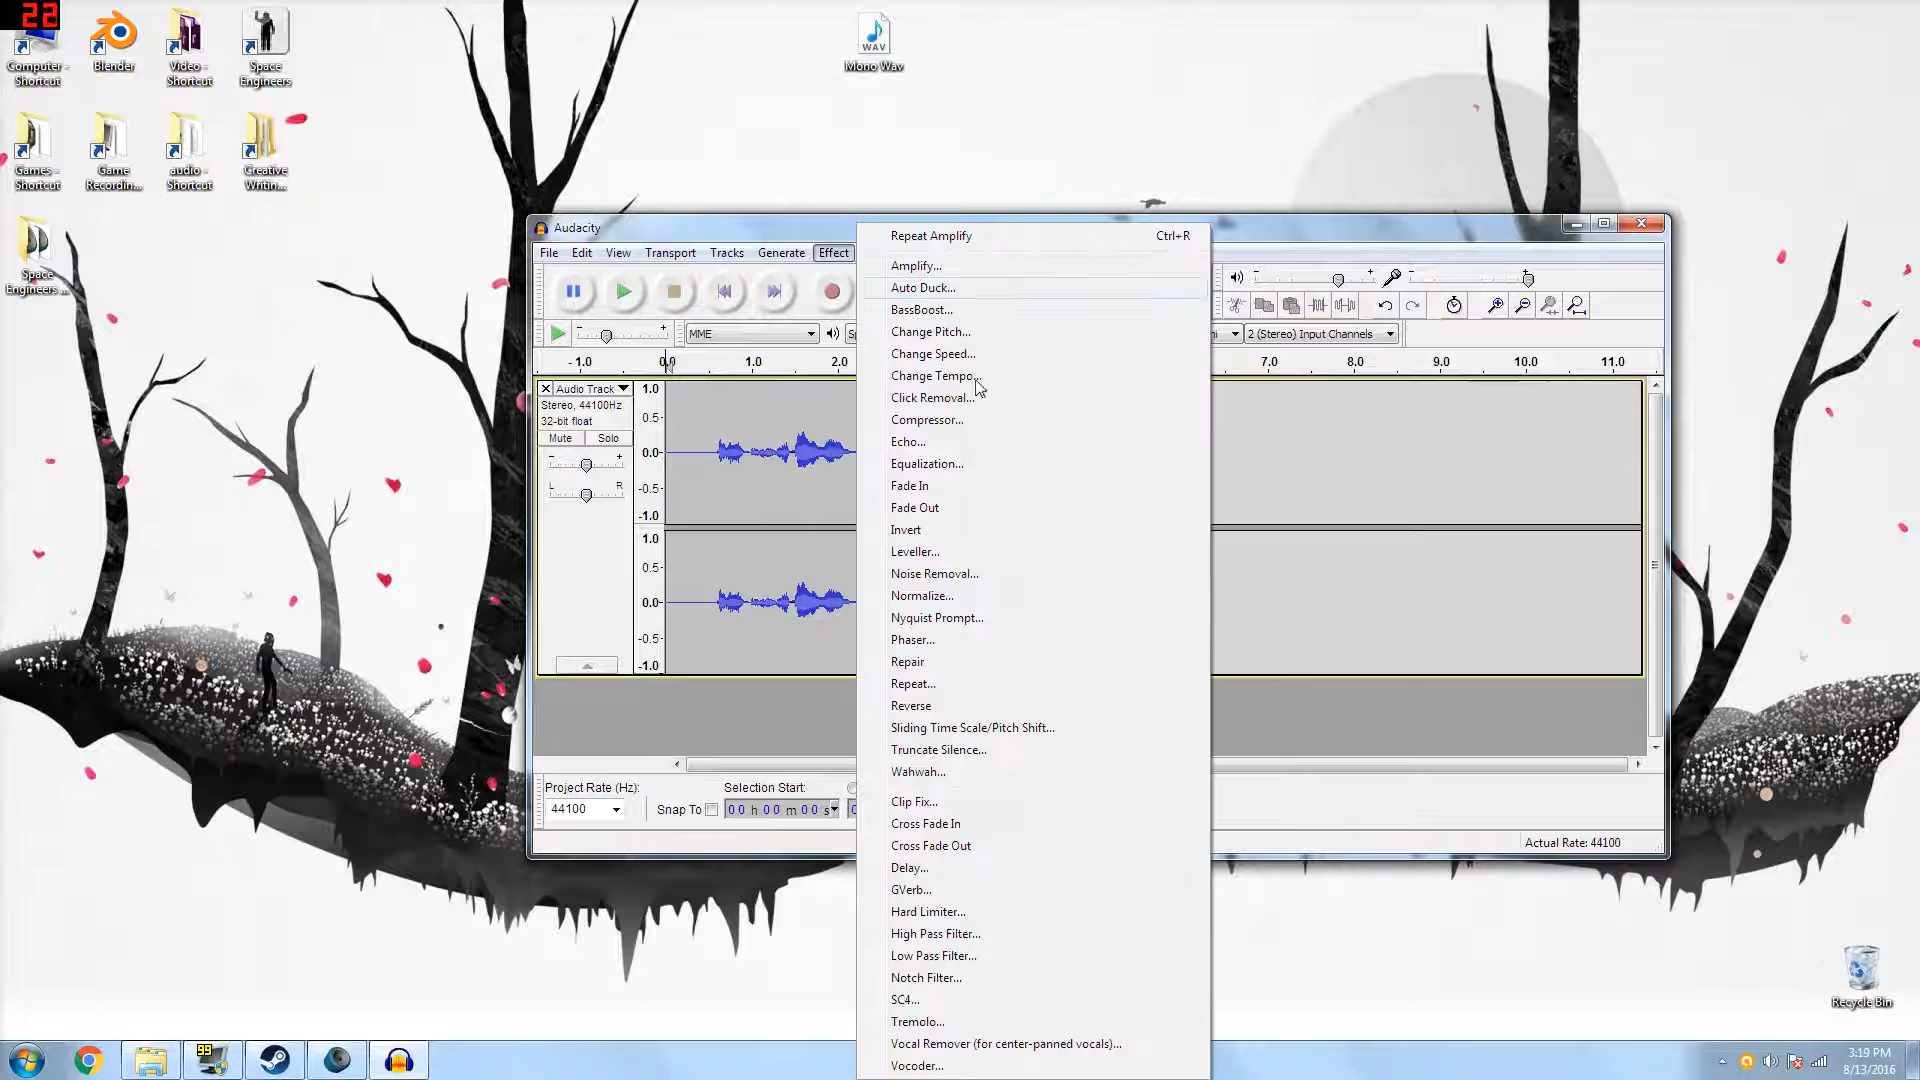 22
Computer - Shortcut
Blender
Video - Shortcut
Space Engineers
WAV
Mono Wav
Games - Shortcut
Game Recordin...
audio - Shortcut
Creative Writin...
Space Engineers ...
Audacity
File Edit View Transport Tracks Generate Effect
Repeat Amplify Ctrl+R
Amplify...
Auto Duck...
BassBoost...
Change Pitch...
Change Speed...
Change Tempo...
Click Removal...
Compressor...
Echo...
Equalization...
Fade In
Fade Out
Invert
Leveller...
Noise Removal...
Normalize...
Nyquist Prompt...
Phaser...
Repair
Repeat...
Reverse
Sliding Time Scale/Pitch Shift...
Truncate Silence...
Wahwah...
Clip Fix...
Cross Fade In
Cross Fade Out
Delay...
GVerb...
Hard Limiter...
High Pass Filter...
Low Pass Filter...
Notch Filter...
SC4...
Tremolo...
Vocal Remover (for center-panned vocals)...
Vocoder...
MME
2 (Stereo) Input Channels
- 1.0 0.0 1.0 2.0 7.0 8.0 9.0 10.0 11.0
Audio Track
Stereo, 44100Hz
32-bit float
Mute Solo
- +
L R
1.0
0.5-
0.0-
-0.5-
-1.0
1.0
0.5-
0.0-
-0.5-
-1.0
Project Rate (Hz):
44100
Snap To
Selection Start:
00 h 00 m 00 s
Actual Rate: 44100
Recycle Bin
99
3:19 PM
8/13/2016